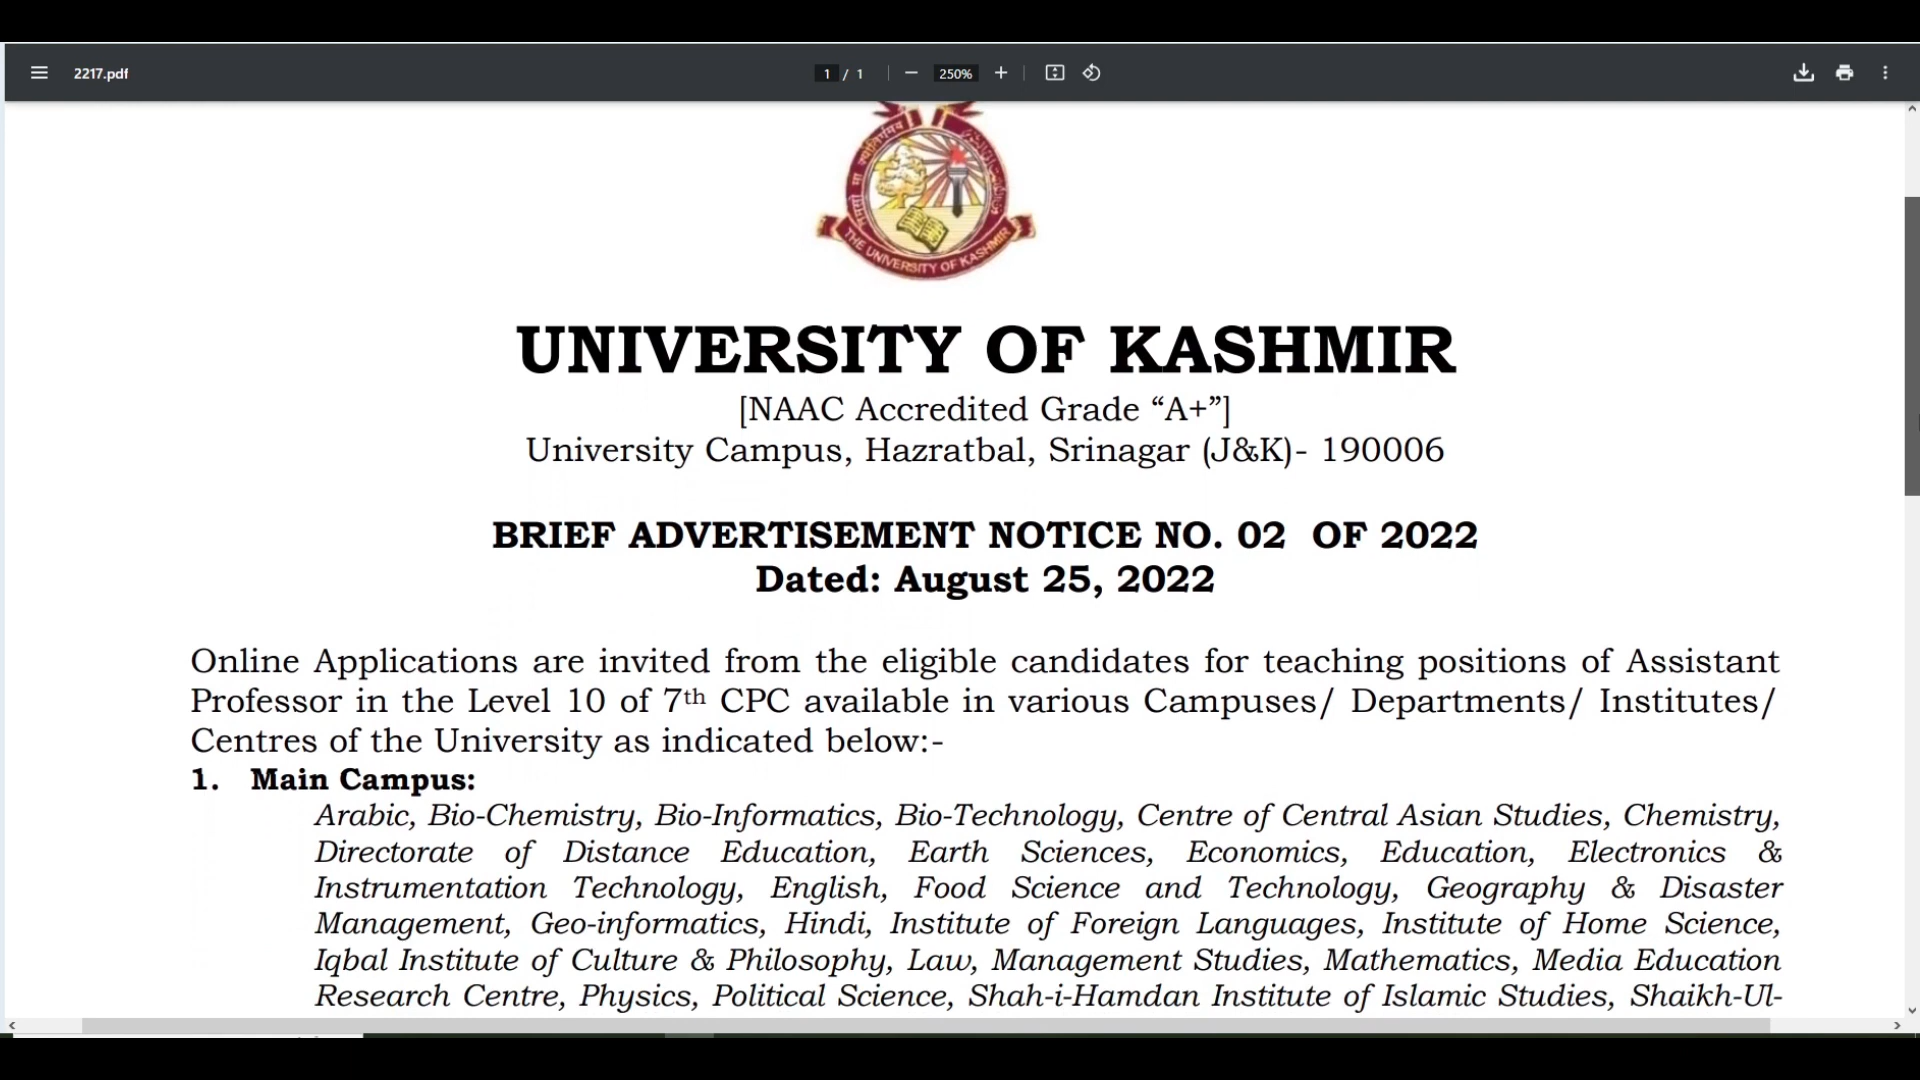 2217.pdf
1 / 1
250%
THE UNIVERSITY OF KASHMIR
UNIVERSITY OF KASHMIR
[NAAC Accredited Grade “A+”]
University Campus, Hazratbal, Srinagar (J&K)- 190006
BRIEF ADVERTISEMENT NOTICE NO. 02 OF 2022
Dated: August 25, 2022
Online Applications are invited from the eligible candidates for teaching positions of Assistant
Professor in the Level 10 of 7th CPC available in various Campuses/ Departments/ Institutes/
Centres of the University as indicated below:-
1. Main Campus:
Arabic, Bio-Chemistry, Bio-Informatics, Bio-Technology, Centre of Central Asian Studies, Chemistry,
Directorate of Distance Education, Earth Sciences, Economics, Education, Electronics &
Instrumentation Technology, English, Food Science and Technology, Geography & Disaster
Management, Geo-informatics, Hindi, Institute of Foreign Languages, Institute of Home Science,
Iqbal Institute of Culture & Philosophy, Law, Management Studies, Mathematics, Media Education
Research Centre, Physics, Political Science, Shah-i-Hamdan Institute of Islamic Studies, Shaikh-Ul-